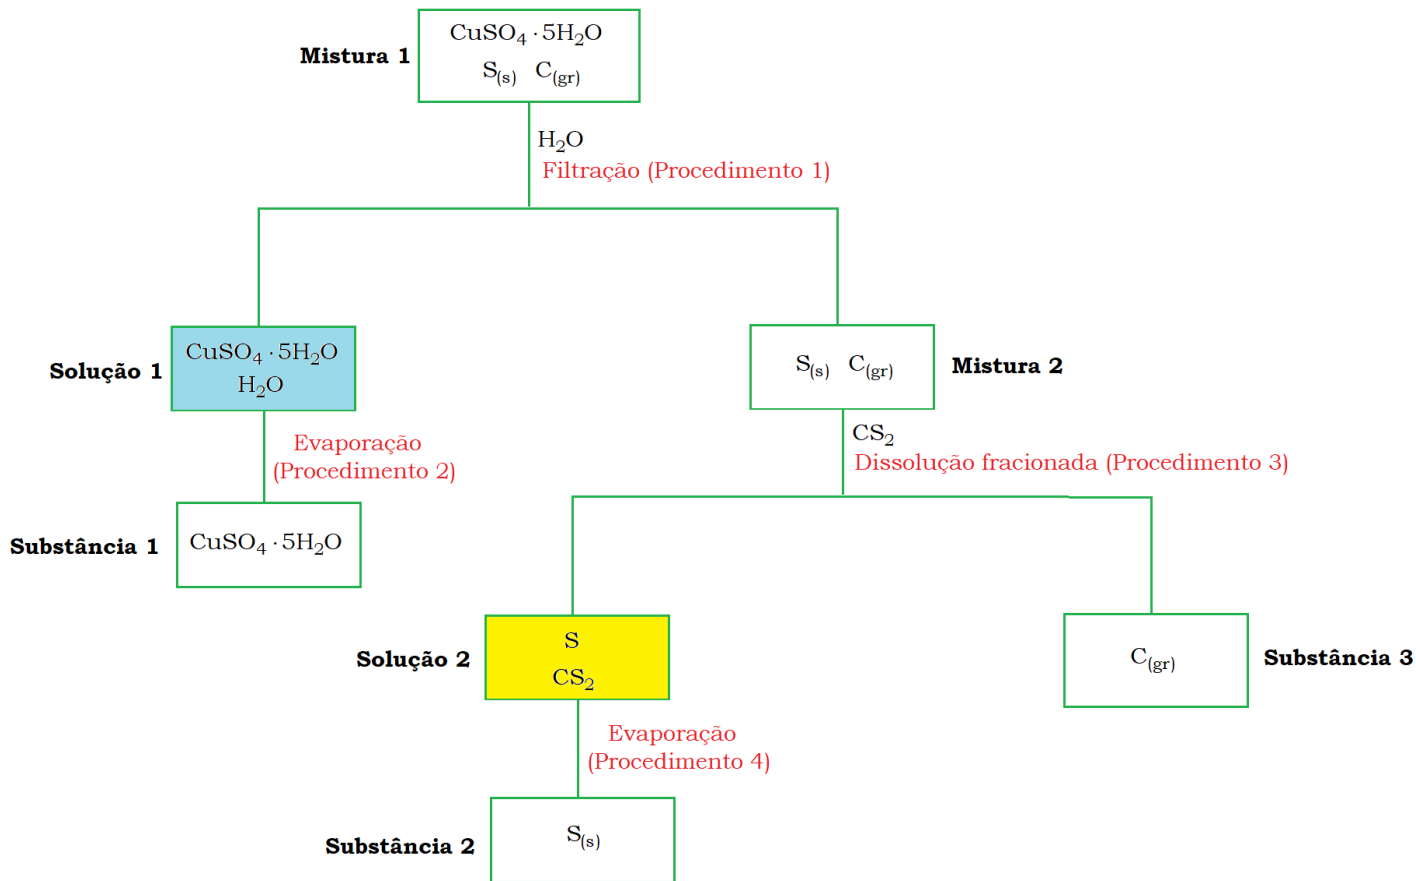 Mistura 1
CuSO₄ · 5H₂O
S₍s₎ C₍gr₎
H₂O
Filtração (Procedimento 1)
Solução 1
CuSO₄ · 5H₂O
H₂O
S₍s₎ C₍gr₎
Mistura 2
Evaporação
(Procedimento 2)
CS₂
Dissolução fracionada (Procedimento 3)
Substância 1
CuSO₄ · 5H₂O
Solução 2
S
CS₂
C₍gr₎
Substância 3
Evaporação
(Procedimento 4)
Substância 2
S₍s₎